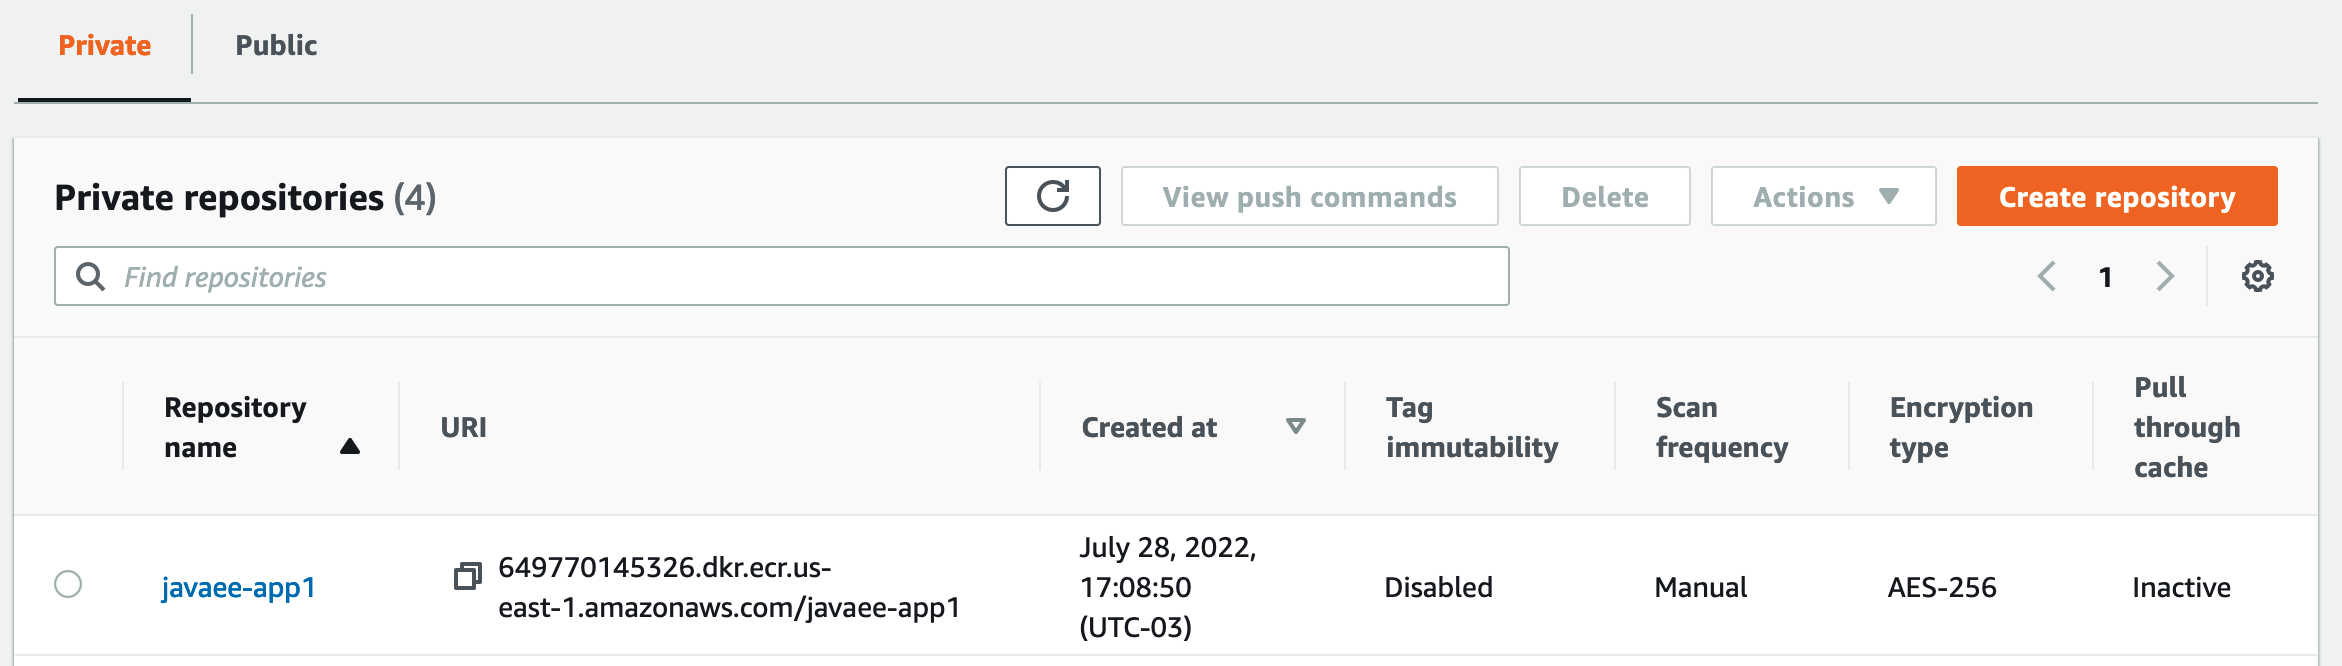 Private
Public
Private repositories (4)
View push commands
Delete
Actions
Create repository
Find repositories
1
Repository
name
URI
Created at
Tag
immutability
Scan
frequency
Encryption
type
Pull
through
cache
javaee-app1
649770145326.dkr.ecr.us-
east-1.amazonaws.com/javaee-app1
July 28, 2022,
17:08:50
(UTC-03)
Disabled
Manual
AES-256
Inactive